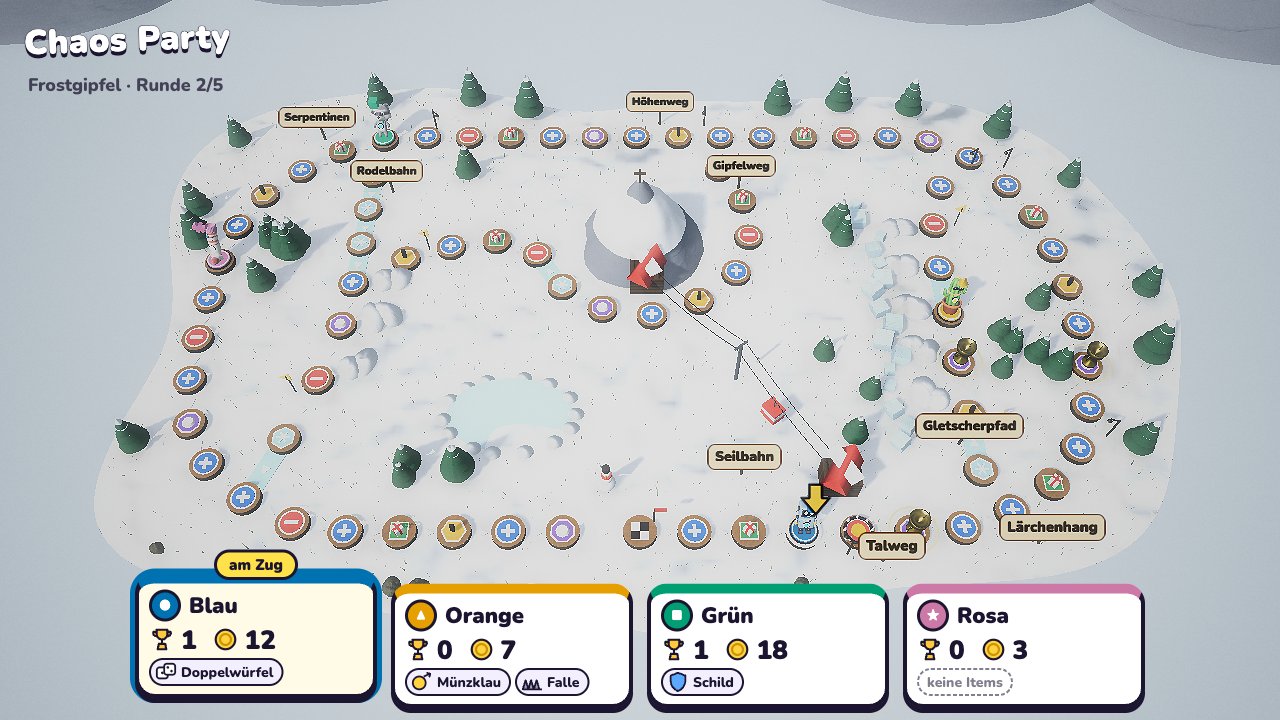 Chaos Party
Frostgipfel · Runde 2/5
Serpentinen
Höhenweg
Rodelbahn
Gipfelweg
Gletscherpfad
Seilbahn
Lärchenhang
Talweg
am Zug
Blau
1 12
Doppelwürfel
Orange
0 7
Münzklau
Falle
Grün
1 18
Schild
Rosa
0 3
keine Items